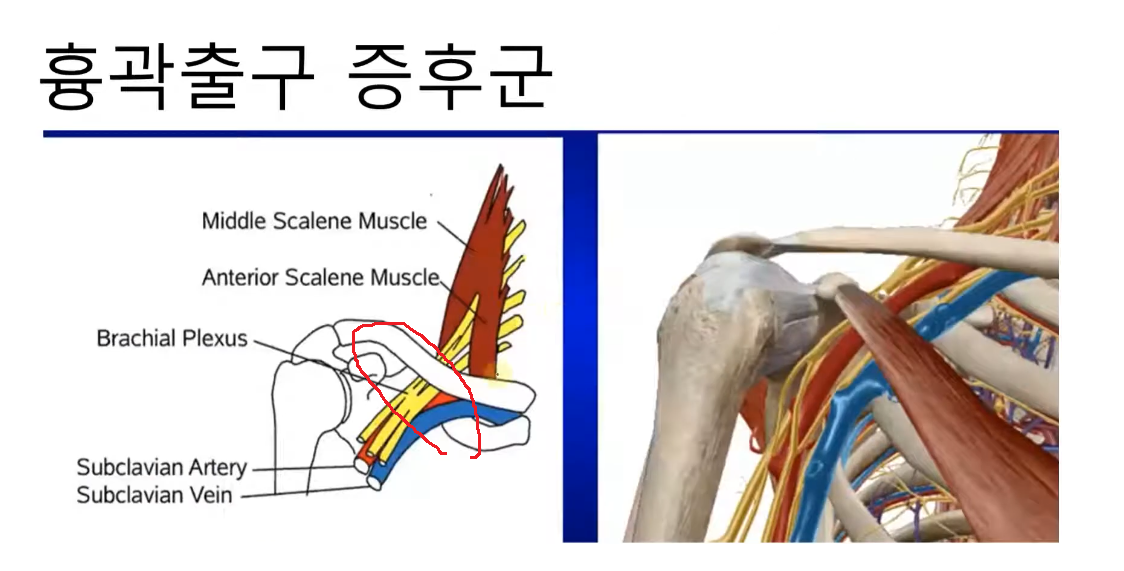 흉곽출구 증후군
Middle Scalene Muscle
Anterior Scalene Muscle
Brachial Plexus
Subclavian Artery
Subclavian Vein